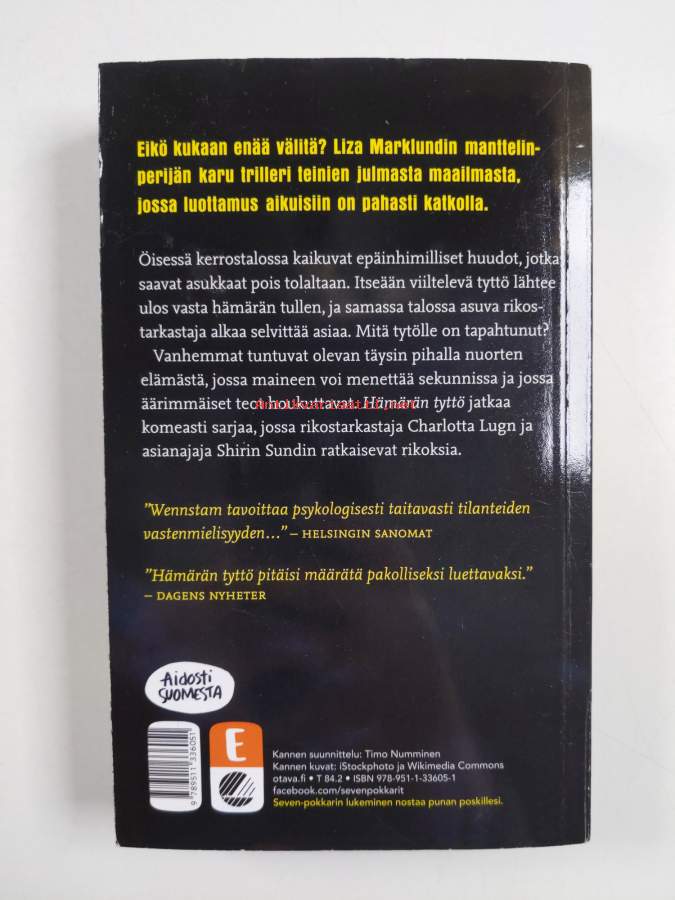 Eikö kukaan enää välitä? Liza Marklundin manttelin-
perijän karu trilleri teinien julmasta maailmasta,
jossa luottamus aikuisiin on pahasti katkolla.
Öisessä kerrostalossa kaikuvat epäinhimilliset huudot, jotka
saavat asukkaat pois tolaltaan. Itseään viiltelevä tyttö lähtee
ulos vasta hämärän tullen, ja samassa talossa asuva rikos-
tarkastaja alkaa selvittää asiaa. Mitä tytölle on tapahtunut?
Vanhemmat tuntuvat olevan täysin pihalla nuorten
elämästä, jossa maineen voi menettää sekunnissa ja jossa
äärimmäiset teot houkuttavat. Hämärän tyttö jatkaa
komeasti sarjaa, jossa rikostarkastaja Charlotta Lugn ja
asianajaja Shirin Sundin ratkaisevat rikoksia.
”Wennstam tavoittaa psykologisesti taitavasti tilanteiden
vastenmielisyyden...” – HELSINGIN SANOMAT
”Hämärän tyttö pitäisi määrätä pakolliseksi luettavaksi.”
– DAGENS NYHETER
Aidosti
SUOMESTA
9 789511 336051
E
Kannen suunnittelu: Timo Numminen
Kannen kuvat: iStockphoto ja Wikimedia Commons
otava.fi • T 84.2 • ISBN 978-951-1-33605-1
facebook.com/sevenpokkarit
Seven-pokkarin lukeminen nostaa punan poskillesi.